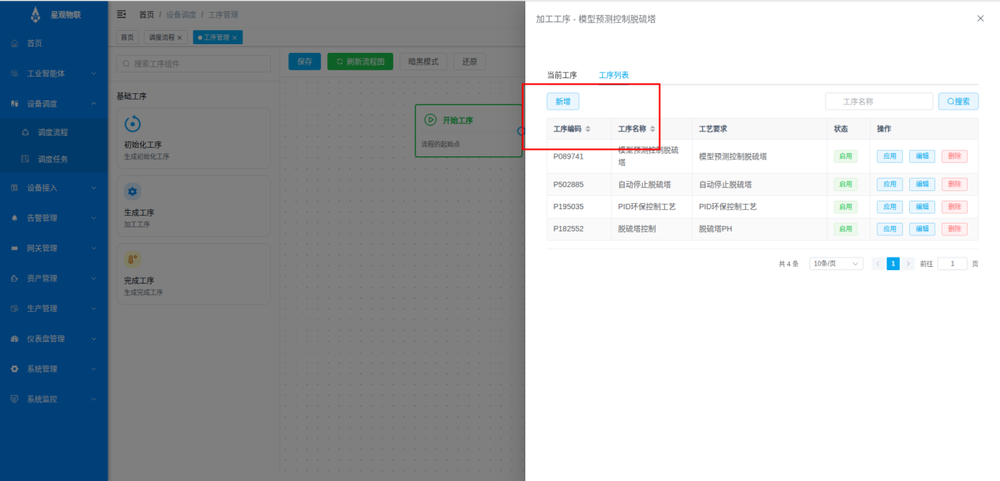 星观物联
首页
工业智能体
设备调度
调度流程
调度任务
设备接入
告警管理
网关管理
资产管理
生产管理
仪表盘管理
系统管理
系统监控
首页 / 设备调度 / 工序管理
首页 调度流程 × 工序管理 ×
搜索工序组件
基础工序
初始化工序
生成初始化工序
生成工序
加工工序
完成工序
生成完成工序
保存 刷新流程图 暗黑模式 还原
开始工序
流程的起始点
加工工序 - 模型预测控制脱硫塔
当前工序 工序列表
新增 工序名称 搜索
工序编码 工序名称 工艺要求 状态 操作
P089741 模型预测控制脱硫塔 模型预测控制脱硫塔 启用 应用 编辑 删除
P502885 自动停止脱硫塔 自动停止脱硫塔 启用 应用 编辑 删除
P195035 PID环保控制工艺 PID环保控制工艺 启用 应用 编辑 删除
P182552 脱硫塔控制 脱硫塔PH 启用 应用 编辑 删除
共 4 条 10条/页 1 前往 1 页